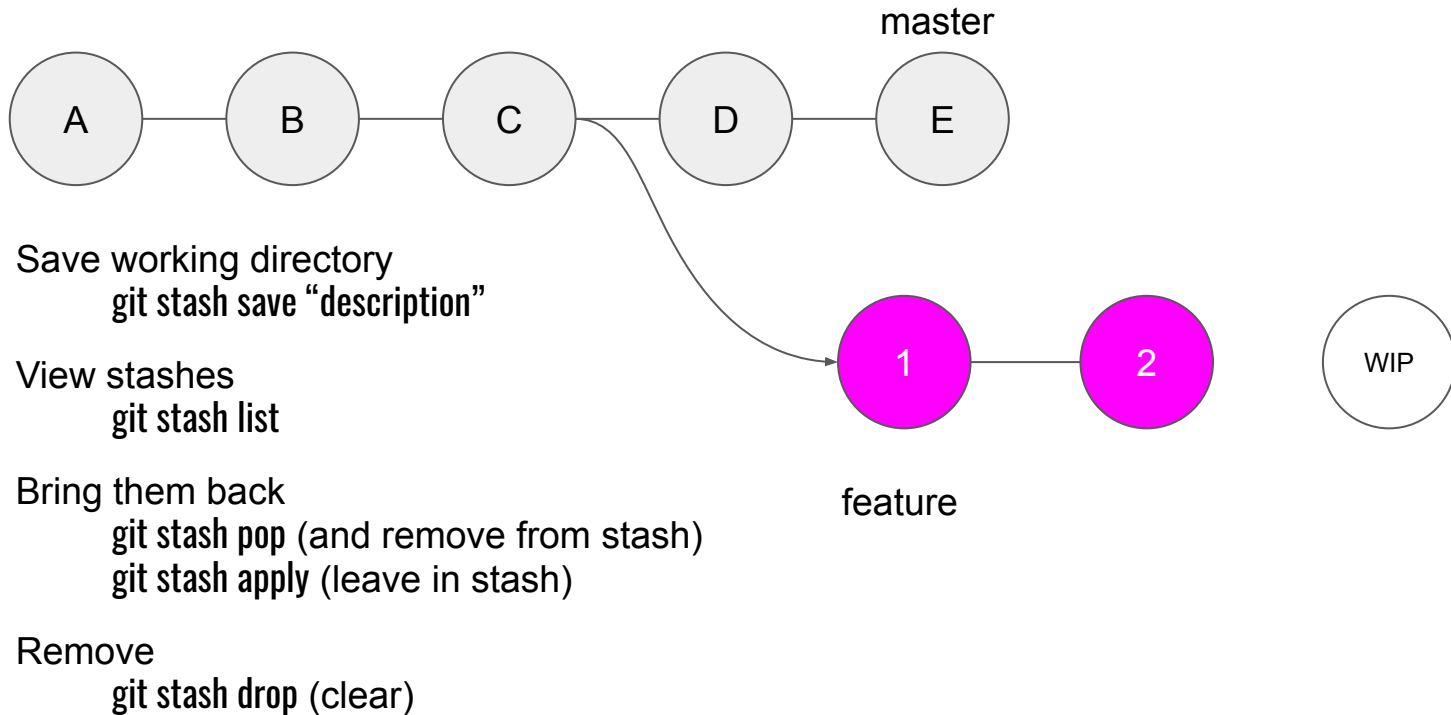 master
A
B
C
D
E
Save working directory
git stash save “description”
View stashes
git stash list
Bring them back
git stash pop (and remove from stash)
git stash apply (leave in stash)
Remove
git stash drop (clear)
1
2
WIP
feature